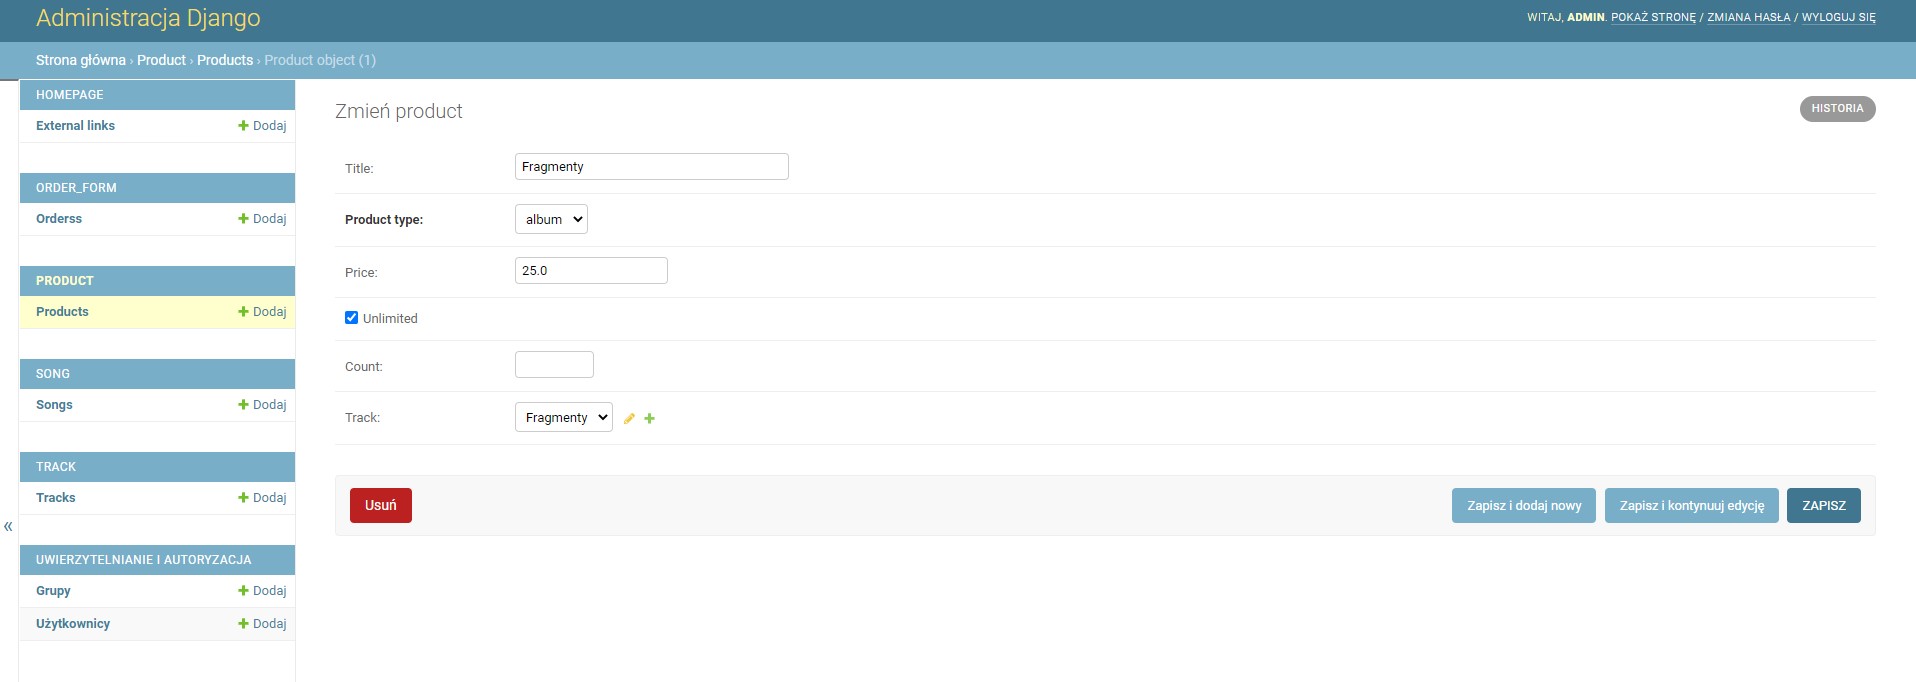 Administracja Django
WITAJ, ADMIN. POKAŻ STRONĘ / ZMIANA HASŁA / WYLOGUJ SIĘ
Strona główna › Product › Products › Product object (1)
HOMEPAGE
External links Dodaj
ORDER_FORM
Orderss Dodaj
PRODUCT
Products Dodaj
SONG
Songs Dodaj
TRACK
Tracks Dodaj
«
UWIERZYTELNIANIE I AUTORYZACJA
Grupy Dodaj
Użytkownicy Dodaj
Zmień product
HISTORIA
Title: Fragmenty
Product type: album
Price: 25.0
Unlimited
Count:
Track: Fragmenty
Usuń Zapisz i dodaj nowy Zapisz i kontynuuj edycję ZAPISZ